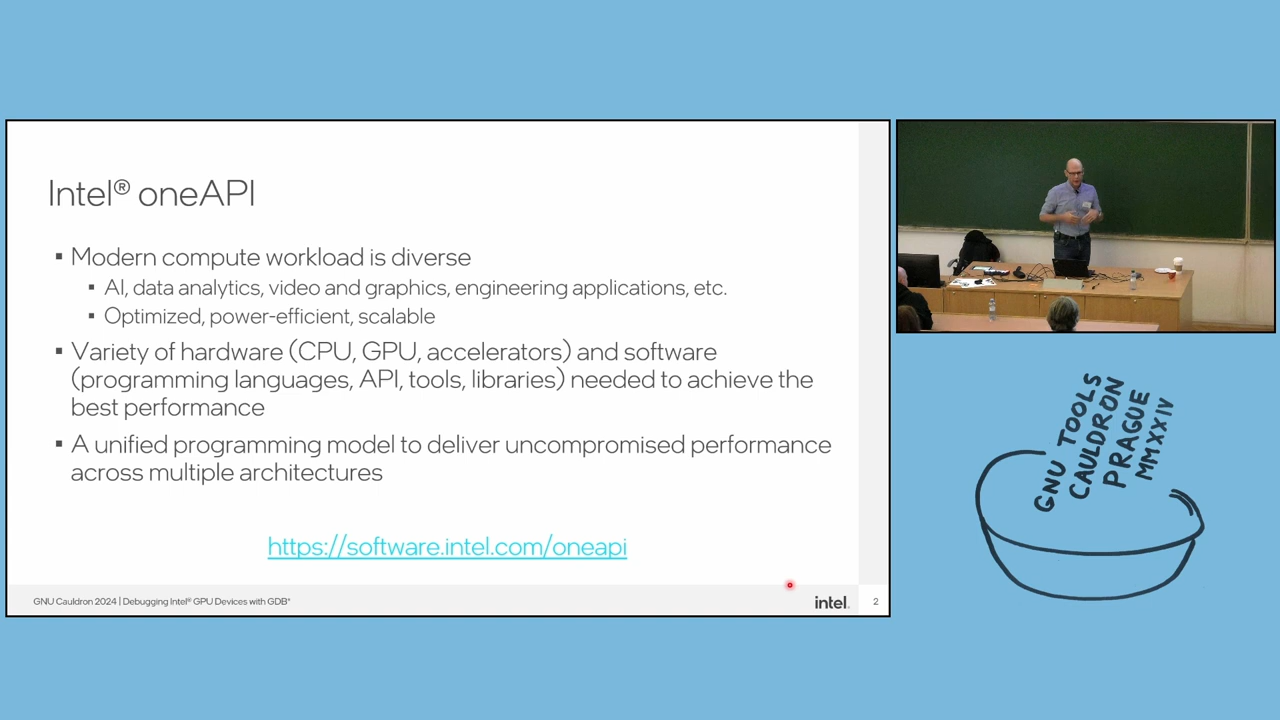 Intel® oneAPI
▪ Modern compute workload is diverse
▪ AI, data analytics, video and graphics, engineering applications, etc.
▪ Optimized, power-efficient, scalable
▪ Variety of hardware (CPU, GPU, accelerators) and software
(programming languages, API, tools, libraries) needed to achieve the
best performance
▪ A unified programming model to deliver uncompromised performance
across multiple architectures
https://software.intel.com/oneapi
GNU Cauldron 2024 | Debugging Intel® GPU Devices with GDB*
intel.
2
GNU TOOLS
CAULDRON
PRAGUE
MMXXIV